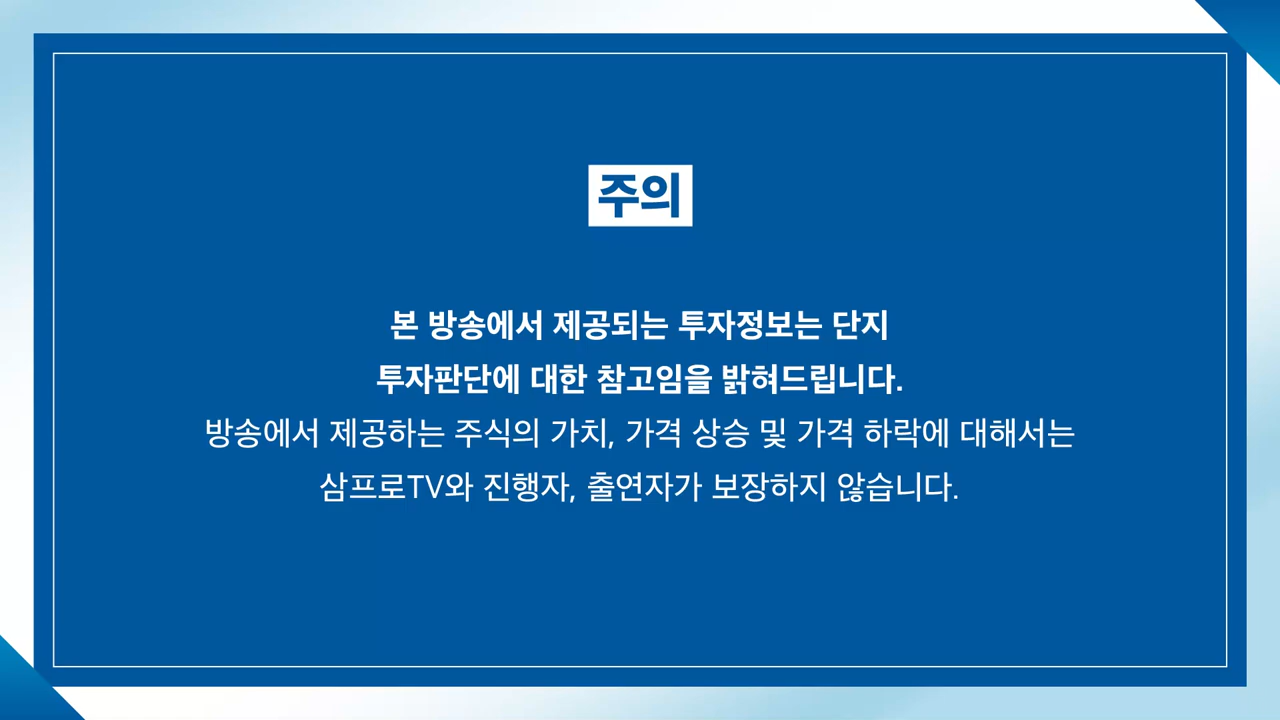 주의
본 방송에서 제공되는 투자정보는 단지
투자판단에 대한 참고임을 밝혀드립니다.
방송에서 제공하는 주식의 가치, 가격 상승 및 가격 하락에 대해서는
삼프로TV와 진행자, 출연자가 보장하지 않습니다.